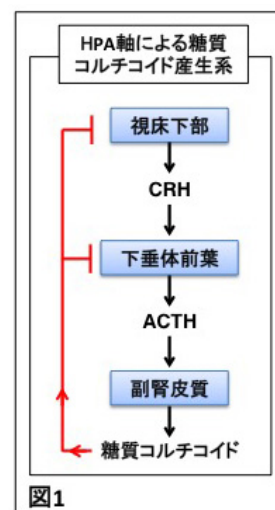 HPA軸による糖質
コルチコイド産生系
視床下部
CRH
下垂体前葉
ACTH
副腎皮質
糖質コルチコイド
図1